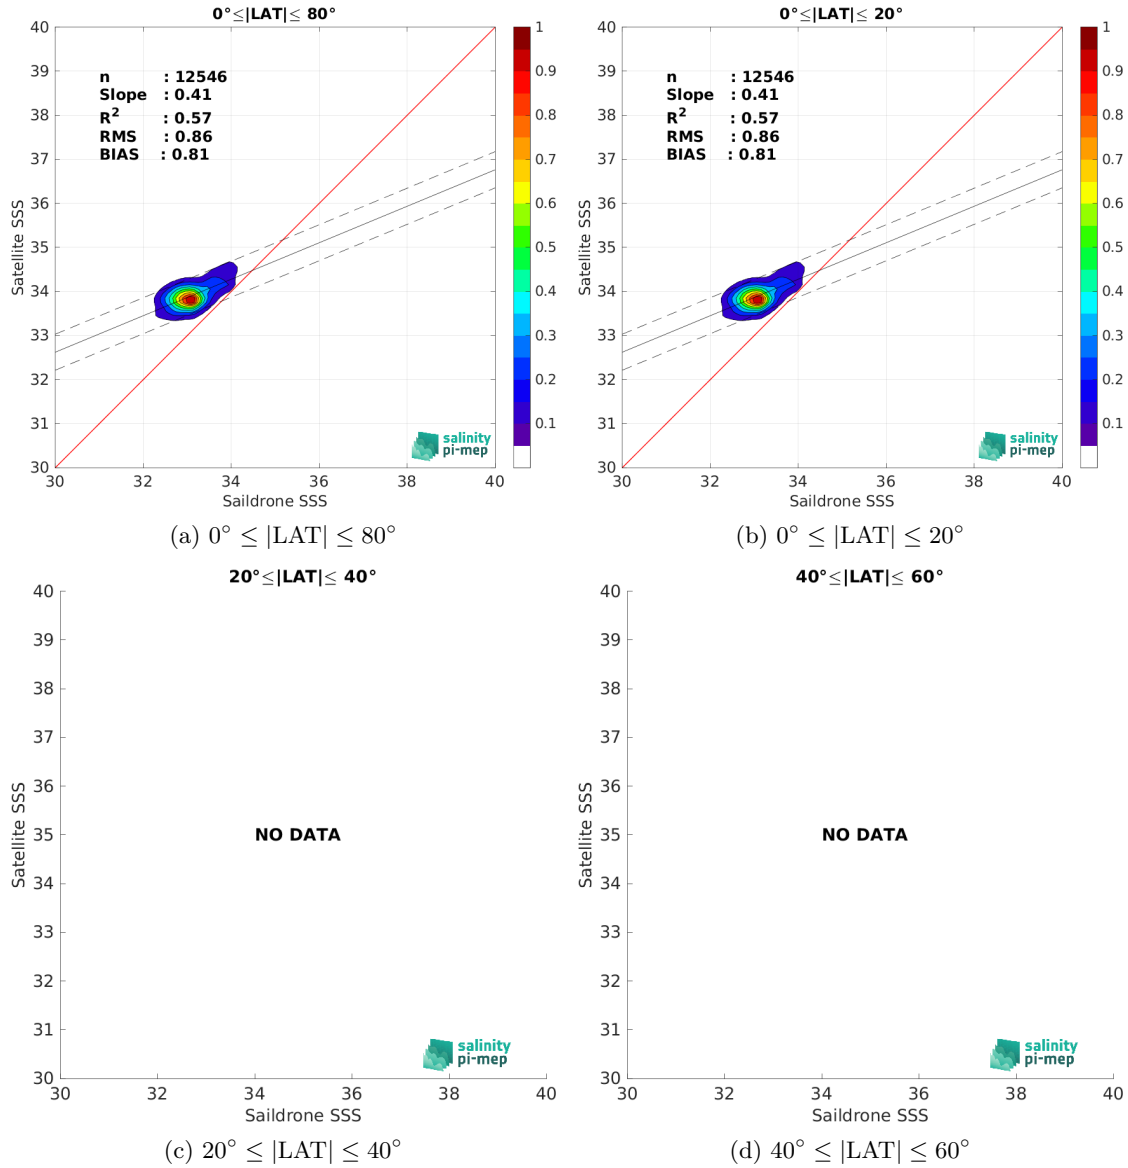 0°≤|LAT|≤ 80°
40
39
38
37
36
35
34
33
32
31
30
Satellite SSS
n : 12546
Slope : 0.41
R² : 0.57
RMS : 0.86
BIAS : 0.81
salinity
pi-mep
30 32 34 36 38 40
Saildrone SSS
1
0.9
0.8
0.7
0.6
0.5
0.4
0.3
0.2
0.1
(a) 0° ≤ |LAT| ≤ 80°
0°≤|LAT|≤ 20°
40
39
38
37
36
35
34
33
32
31
30
Satellite SSS
n : 12546
Slope : 0.41
R² : 0.57
RMS : 0.86
BIAS : 0.81
salinity
pi-mep
30 32 34 36 38 40
Saildrone SSS
1
0.9
0.8
0.7
0.6
0.5
0.4
0.3
0.2
0.1
(b) 0° ≤ |LAT| ≤ 20°
20°≤|LAT|≤ 40°
40
39
38
37
36
35
34
33
32
31
30
Satellite SSS
NO DATA
salinity
pi-mep
30 32 34 36 38 40
Saildrone SSS
(c) 20° ≤ |LAT| ≤ 40°
40°≤|LAT|≤ 60°
40
39
38
37
36
35
34
33
32
31
30
Satellite SSS
NO DATA
salinity
pi-mep
30 32 34 36 38 40
Saildrone SSS
(d) 40° ≤ |LAT| ≤ 60°